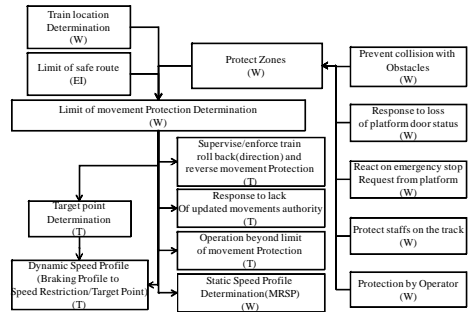 Train location
Determination
(W)
Limit of safe route
(EI)
Protect Zones
(W)
Prevent collision with
Obstacles
(W)
Limit of movement Protection Determination
(W)
Response to loss
of platform door status
(W)
Supervise/enforce train
roll back(direction) and
reverse movement Protection
(T)
React on emergency stop
Request from platform
(W)
Target point
Determination
(T)
Response to lack
Of updated movements authority)
(T)
Protect staffs on the track
(W)
Operation beyond limit
of movement Protection
(T)
Dynamic Speed Profile
(Braking Profile to
Speed Restriction/Target Point)
(T)
Static Speed Profile
Determination(MRSP)
(W)
Protection by Operator
(W)